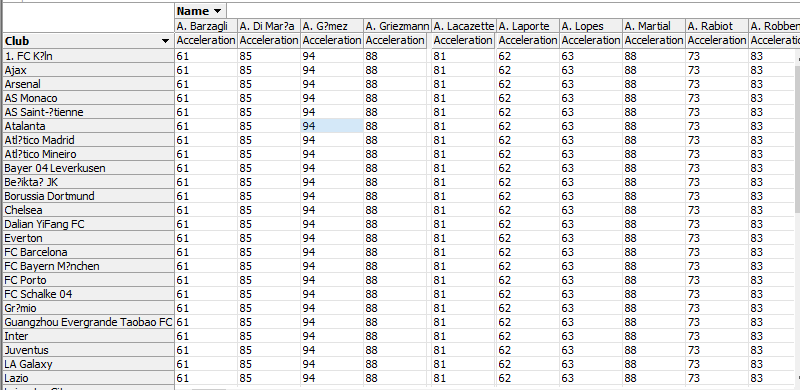 Name
A. Barzagli A. Di Mar?a A. G?mez A. Griezmann A. Lacazette A. Laporte A. Lopes A. Martial A. Rabiot A. Robben
Club Acceleration Acceleration Acceleration Acceleration Acceleration Acceleration Acceleration Acceleration Acceleration Acceleration
1. FC K?ln 61 85 94 88 81 62 63 88 73 83
Ajax 61 85 94 88 81 62 63 88 73 83
Arsenal 61 85 94 88 81 62 63 88 73 83
AS Monaco 61 85 94 88 81 62 63 88 73 83
AS Saint-?tienne 61 85 94 88 81 62 63 88 73 83
Atalanta 61 85 94 88 81 62 63 88 73 83
Atl?tico Madrid 61 85 94 88 81 62 63 88 73 83
Atl?tico Mineiro 61 85 94 88 81 62 63 88 73 83
Bayer 04 Leverkusen 61 85 94 88 81 62 63 88 73 83
Be?ikta? JK 61 85 94 88 81 62 63 88 73 83
Borussia Dortmund 61 85 94 88 81 62 63 88 73 83
Chelsea 61 85 94 88 81 62 63 88 73 83
Dalian YiFang FC 61 85 94 88 81 62 63 88 73 83
Everton 61 85 94 88 81 62 63 88 73 83
FC Barcelona 61 85 94 88 81 62 63 88 73 83
FC Bayern M?nchen 61 85 94 88 81 62 63 88 73 83
FC Porto 61 85 94 88 81 62 63 88 73 83
FC Schalke 04 61 85 94 88 81 62 63 88 73 83
Gr?mio 61 85 94 88 81 62 63 88 73 83
Guangzhou Evergrande Taobao FC 61 85 94 88 81 62 63 88 73 83
Inter 61 85 94 88 81 62 63 88 73 83
Juventus 61 85 94 88 81 62 63 88 73 83
LA Galaxy 61 85 94 88 81 62 63 88 73 83
Lazio 61 85 94 88 81 62 63 88 73 83